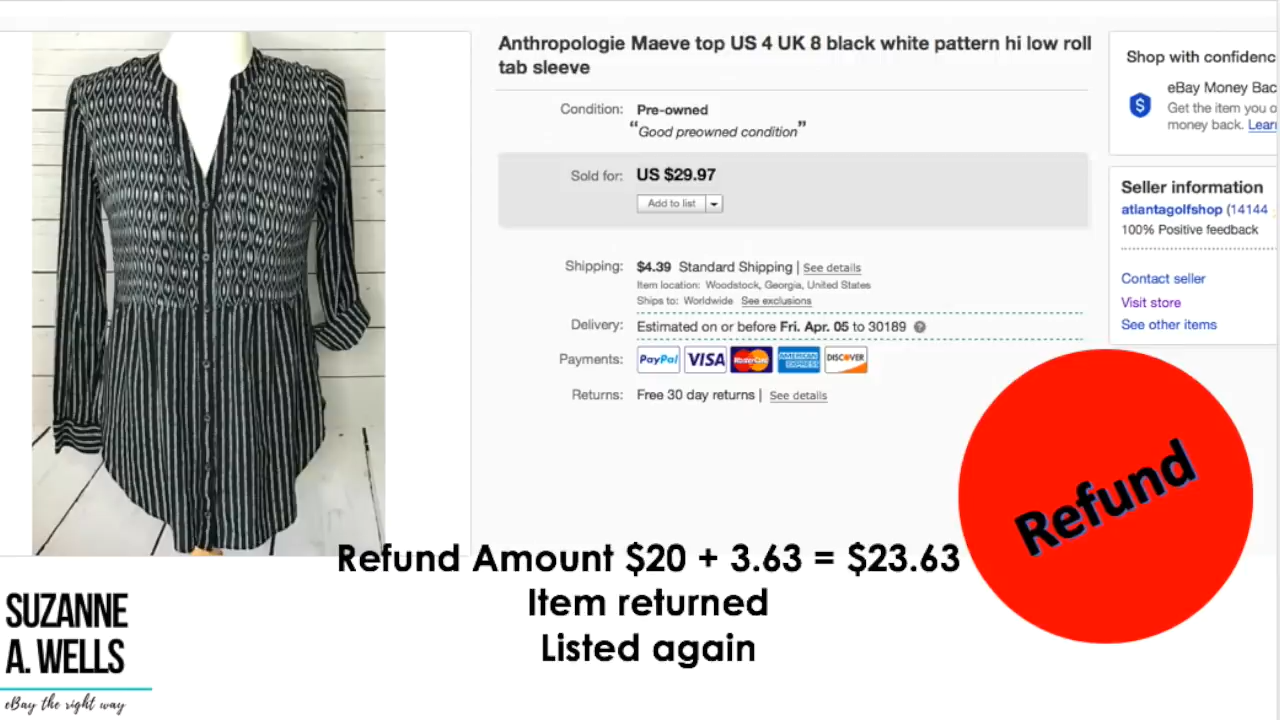 Anthropologie Maeve top US 4 UK 8 black white pattern hi low roll
tab sleeve
Condition: Pre-owned
“Good preowned condition”
Sold for: US $29.97
Add to list
Shipping: $4.39 Standard Shipping | See details
Item location: Woodstock, Georgia, United States
Ships to: Worldwide See exclusions
Delivery: Estimated on or before Fri. Apr. 05 to 30189 ?
Payments: PayPal VISA MasterCard AMERICAN EXPRESS DISCOVER
Returns: Free 30 day returns | See details
Shop with confidenc
$ eBay Money Bac
Get the item you o
money back. Lear
Seller information
atlantagolfshop (14144
100% Positive feedback
Contact seller
Visit store
See other items
Refund
Refund Amount $20 + 3.63 = $23.63
Item returned
Listed again
SUZANNE
A. WELLS
eBay the right way